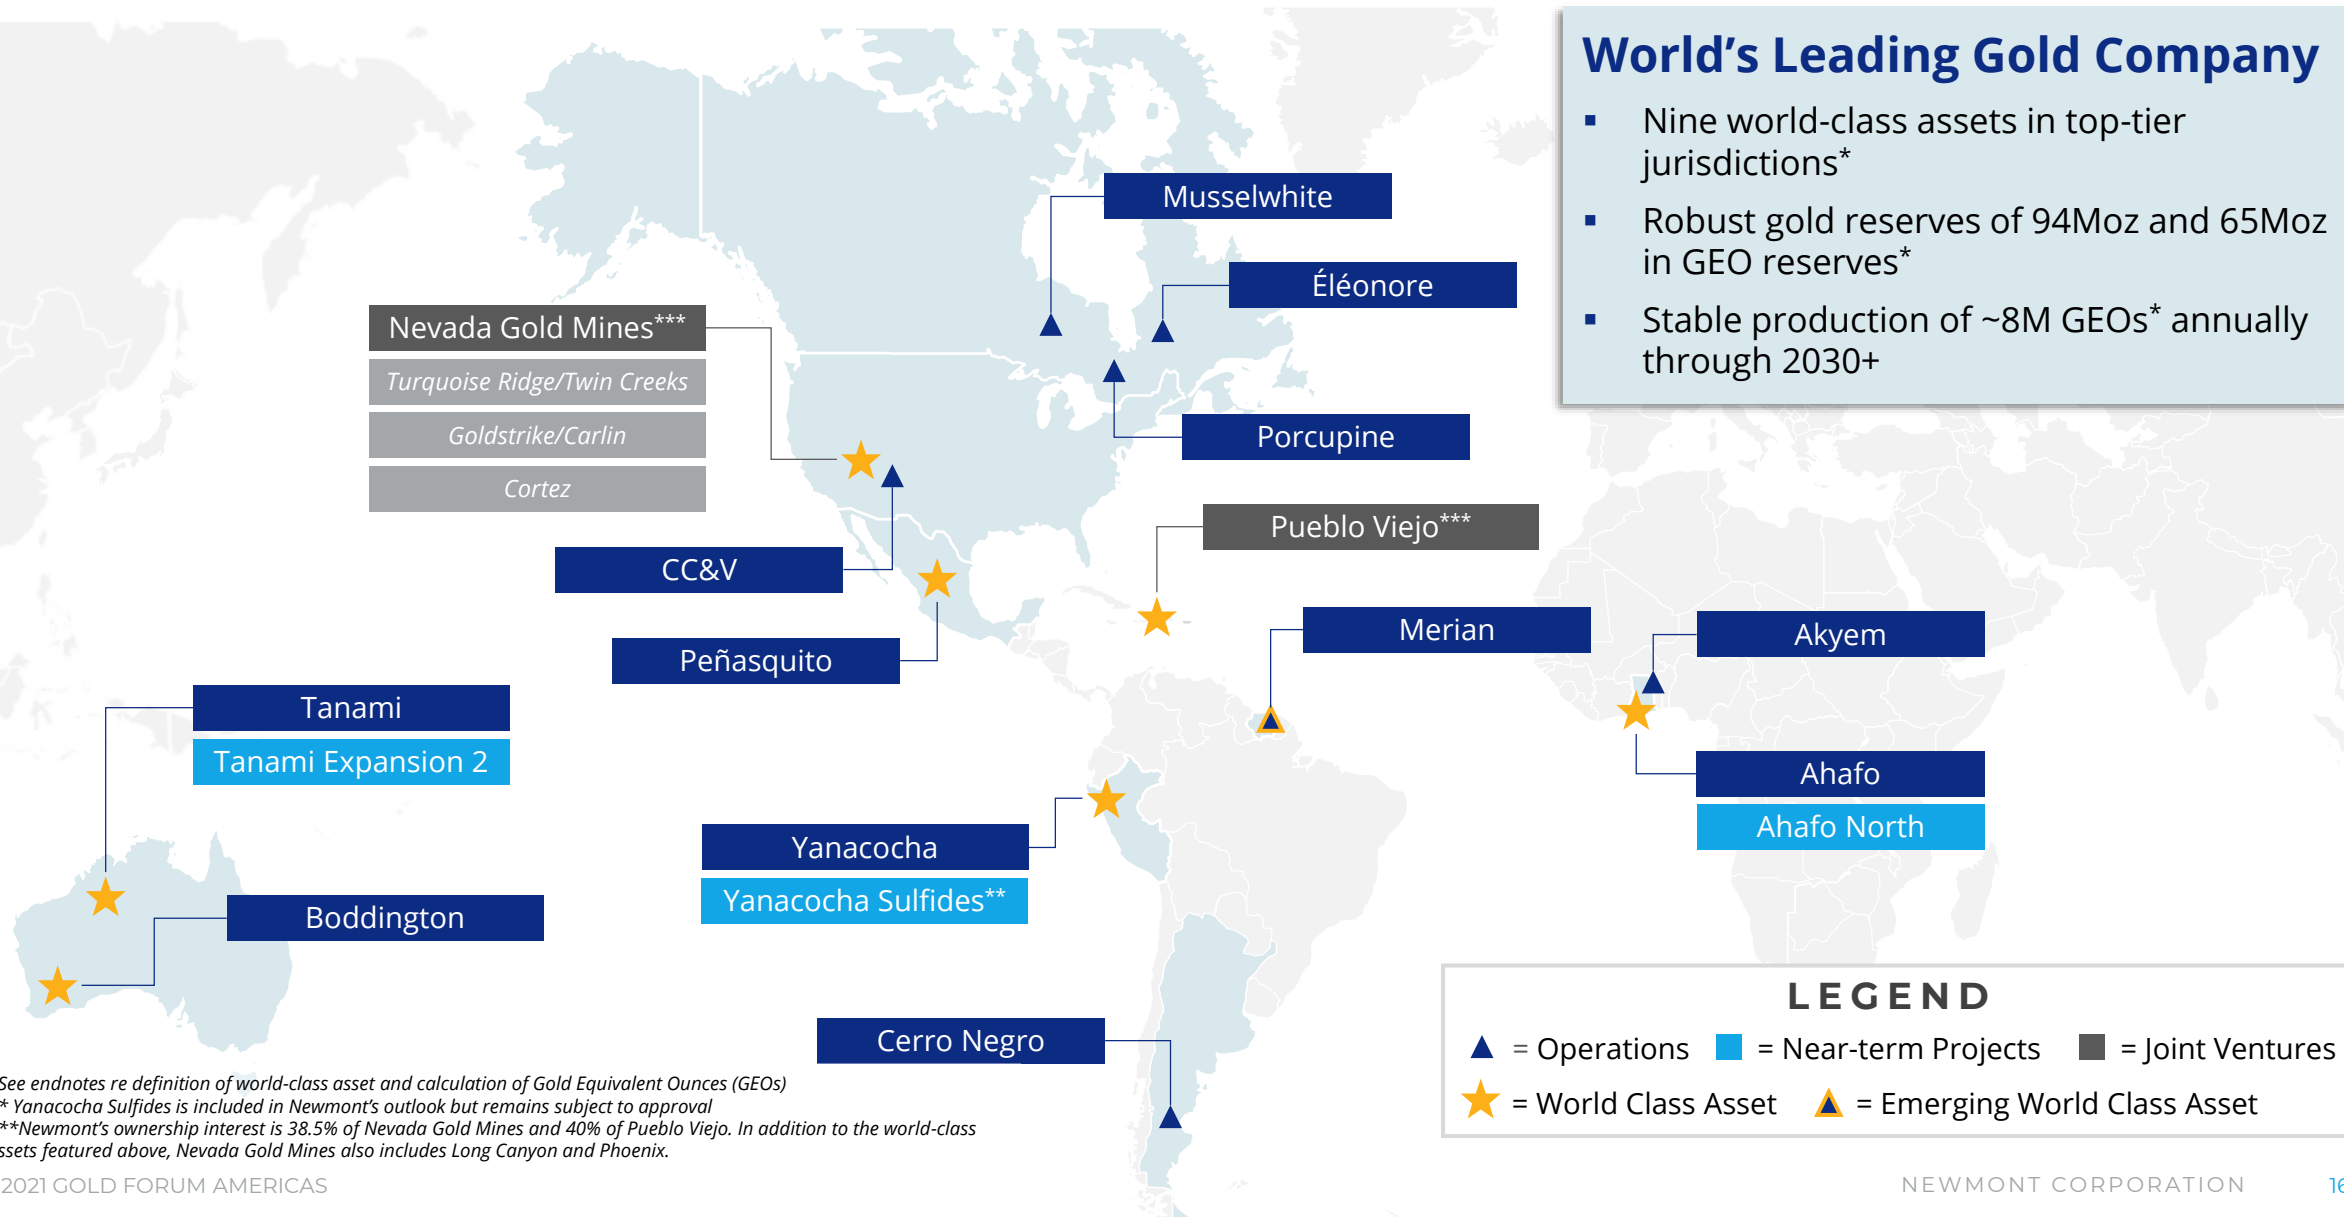 World's Leading Gold Company
▪ Nine world-class assets in top-tier
jurisdictions*
▪ Robust gold reserves of 94Moz and 65Moz
in GEO reserves*
▪ Stable production of ~8M GEOs* annually
through 2030+
Musselwhite
Éléonore
Nevada Gold Mines***
Turquoise Ridge/Twin Creeks
Goldstrike/Carlin
Cortez
Porcupine
Pueblo Viejo***
CC&V
Peñasquito
Merian
Akyem
Tanami
Tanami Expansion 2
Ahafo
Ahafo North
Yanacocha
Yanacocha Sulfides**
Boddington
Cerro Negro
LEGEND
= Operations
= Near-term Projects
= Joint Ventures
= World Class Asset
= Emerging World Class Asset
See endnotes re definition of world-class asset and calculation of Gold Equivalent Ounces (GEOs)
* Yanacocha Sulfides is included in Newmont's outlook but remains subject to approval
**Newmont's ownership interest is 38.5% of Nevada Gold Mines and 40% of Pueblo Viejo. In addition to the world-class
ssets featured above, Nevada Gold Mines also includes Long Canyon and Phoenix.
2021 GOLD FORUM AMERICAS
NEWMONT CORPORATION
16